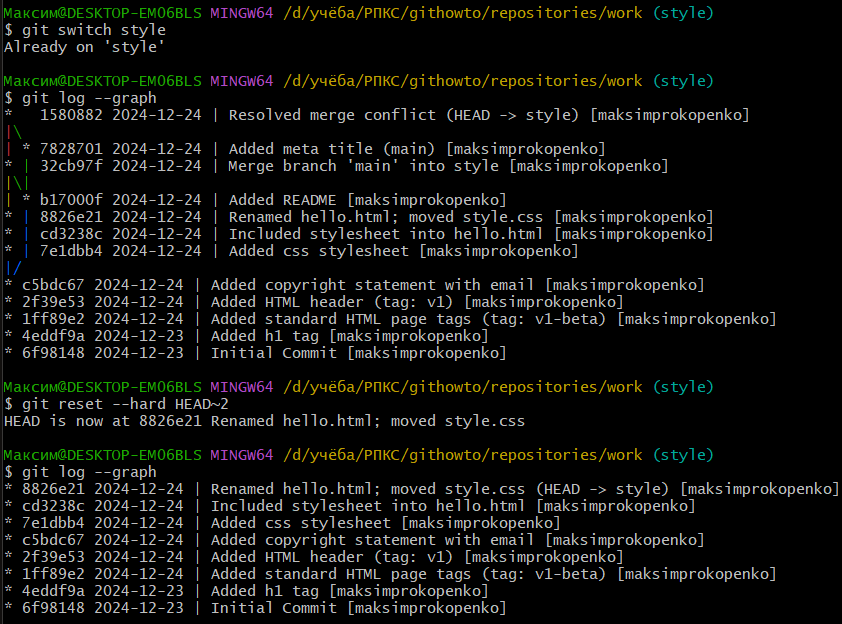 Максим@DESKTOP-EMO6BLS MINGW64 /d/учёба/РПКС/githowto/repositories/work (style)
$ git switch style
Already on 'style'

Максим@DESKTOP-EMO6BLS MINGW64 /d/учёба/РПКС/githowto/repositories/work (style)
$ git log --graph
*   1580882 2024-12-24 | Resolved merge conflict (HEAD -> style) [maksimprokopenko]
|\
| * 7828701 2024-12-24 | Added meta title (main) [maksimprokopenko]
* | 32cb97f 2024-12-24 | Merge branch 'main' into style [maksimprokopenko]
|\|
| * b17000f 2024-12-24 | Added README [maksimprokopenko]
* | 8826e21 2024-12-24 | Renamed hello.html; moved style.css [maksimprokopenko]
* | cd3238c 2024-12-24 | Included stylesheet into hello.html [maksimprokopenko]
* | 7e1dbb4 2024-12-24 | Added css stylesheet [maksimprokopenko]
|/
* c5bdc67 2024-12-24 | Added copyright statement with email [maksimprokopenko]
* 2f39e53 2024-12-24 | Added HTML header (tag: v1) [maksimprokopenko]
* 1ff89e2 2024-12-24 | Added standard HTML page tags (tag: v1-beta) [maksimprokopenko]
* 4eddf9a 2024-12-23 | Added h1 tag [maksimprokopenko]
* 6f98148 2024-12-23 | Initial Commit [maksimprokopenko]

Максим@DESKTOP-EMO6BLS MINGW64 /d/учёба/РПКС/githowto/repositories/work (style)
$ git reset --hard HEAD~2
HEAD is now at 8826e21 Renamed hello.html; moved style.css

Максим@DESKTOP-EMO6BLS MINGW64 /d/учёба/РПКС/githowto/repositories/work (style)
$ git log --graph
* 8826e21 2024-12-24 | Renamed hello.html; moved style.css (HEAD -> style) [maksimprokopenko]
* cd3238c 2024-12-24 | Included stylesheet into hello.html [maksimprokopenko]
* 7e1dbb4 2024-12-24 | Added css stylesheet [maksimprokopenko]
* c5bdc67 2024-12-24 | Added copyright statement with email [maksimprokopenko]
* 2f39e53 2024-12-24 | Added HTML header (tag: v1) [maksimprokopenko]
* 1ff89e2 2024-12-24 | Added standard HTML page tags (tag: v1-beta) [maksimprokopenko]
* 4eddf9a 2024-12-23 | Added h1 tag [maksimprokopenko]
* 6f98148 2024-12-23 | Initial Commit [maksimprokopenko]